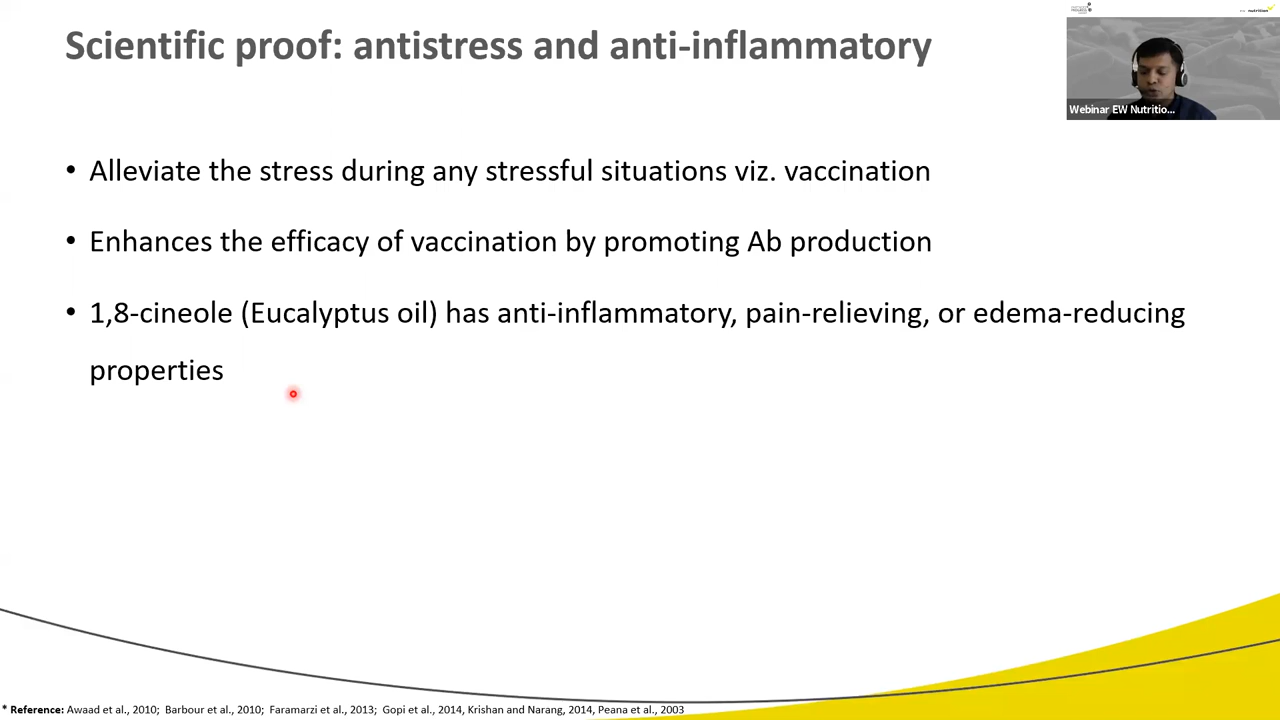 Scientific proof: antistress and anti-inflammatory
nutrition
Webinar EW Nutritio...
• Alleviate the stress during any stressful situations viz. vaccination
• Enhances the efficacy of vaccination by promoting Ab production
• 1,8-cineole (Eucalyptus oil) has anti-inflammatory, pain-relieving, or edema-reducing
properties
* Reference: Awaad et al., 2010; Barbour et al., 2010; Faramarzi et al., 2013; Gopi et al., 2014, Krishan and Narang, 2014, Peana et al., 2003